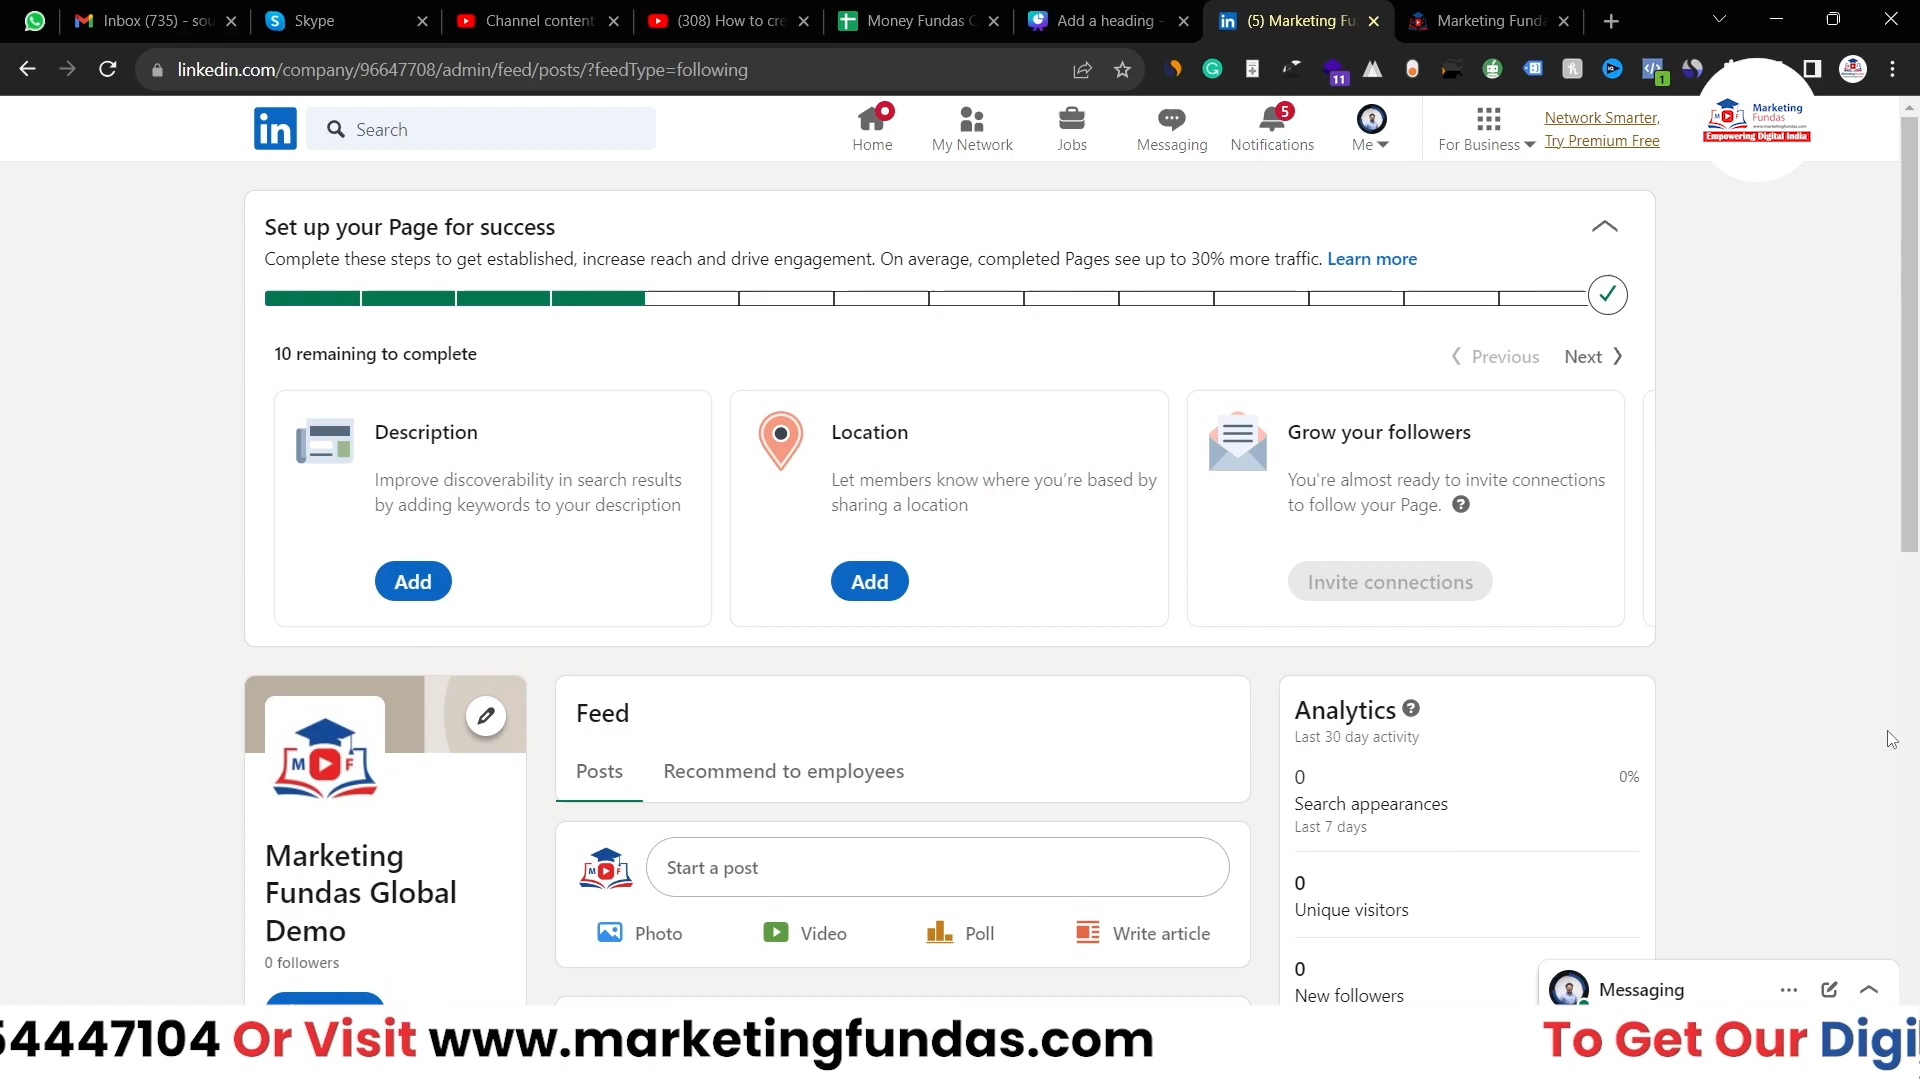 Inbox (735) - sou
Skype
Channel content
(308) How to cre
Money Fundas C
Add a heading -
(5) Marketing Fu
Marketing Funda
linkedin.com/company/96647708/admin/feed/posts/?feedType=following
11
1
in
Search
Home
My Network
Jobs
Messaging
5
Notifications
Me
For Business
Network Smarter,
Try Premium Free
Marketing
Fundas
www.marketingfundas.com
Empowering Digital India
Set up your Page for success
Complete these steps to get established, increase reach and drive engagement. On average, completed Pages see up to 30% more traffic. Learn more
10 remaining to complete
Previous
Next
Description
Improve discoverability in search results
by adding keywords to your description
Add
Location
Let members know where you're based by
sharing a location
Add
Grow your followers
You're almost ready to invite connections
to follow your Page.
Invite connections
M F
Marketing
Fundas Global
Demo
0 followers
Feed
Posts
Recommend to employees
M F
Start a post
Photo
Video
Poll
Write article
Analytics
Last 30 day activity
0
0%
Search appearances
Last 7 days
0
Unique visitors
0
New followers
Messaging
54447104 Or Visit www.marketingfundas.com
To Get Our Digi